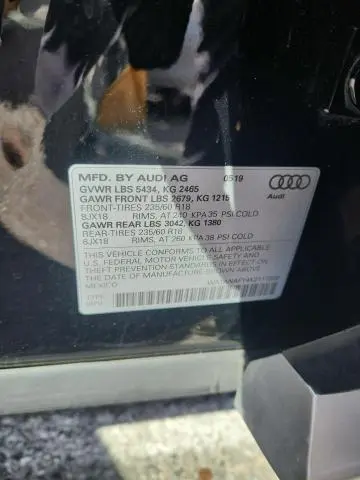 MFD. BY AUDI AG 0519
GVWR LBS 5434, KG 2465
GAWR FRONT LBS 2679, KG 1215
FRONT-TIRES 235/60 R18
8JX18 RIMS, AT 240 KPA 35 PSI COLD
GAWR REAR LBS 3042, KG 1380
REAR-TIRES 235/60 R18
8JX18 RIMS, AT 260 KPA 38 PSI COLD
Audi
THIS VEHICLE CONFORMS TO ALL APPLICABLE
U.S. FEDERAL MOTOR VEHICLE SAFETY AND
THEFT PREVENTION STANDARDS IN EFFECT ON
THE DATE OF MANUFACTURE SHOWN ABOVE.
MEXICO
TYPE